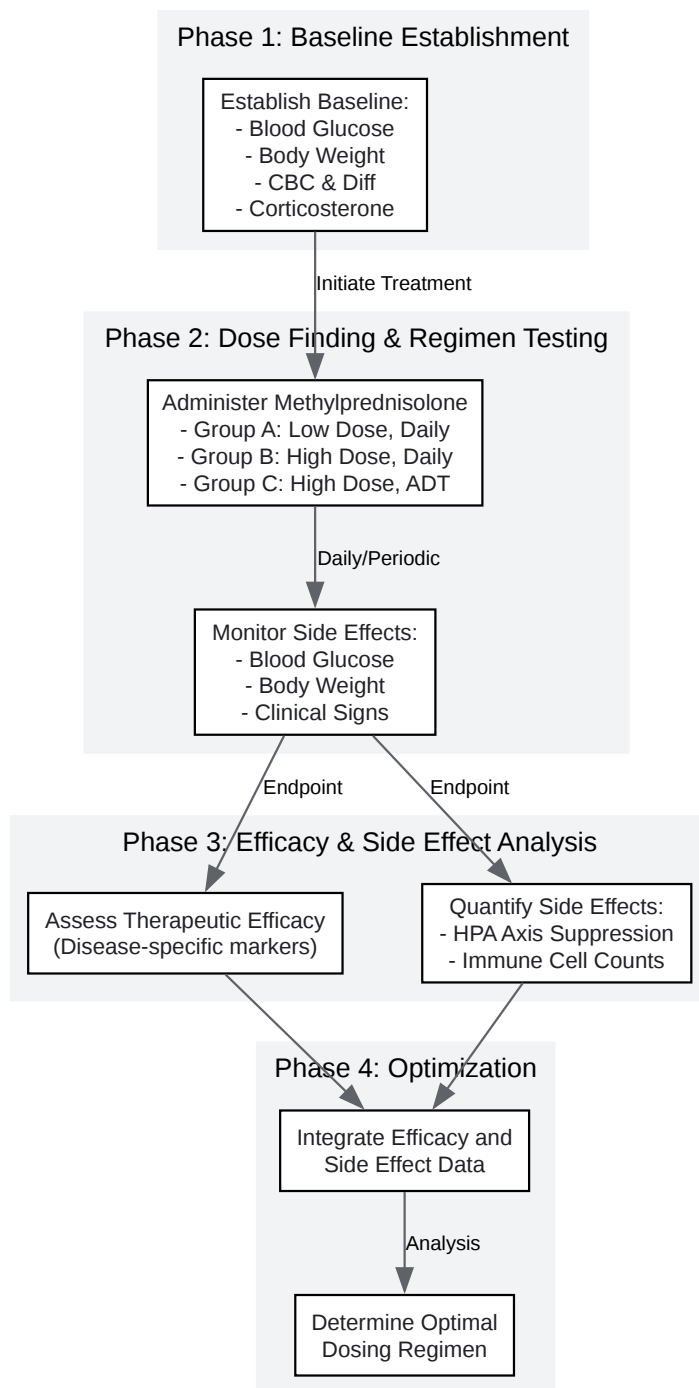 Phase 1: Baseline Establishment
Establish Baseline:
- Blood Glucose
- Body Weight
- CBC & Diff
- Corticosterone
Initiate Treatment
Phase 2: Dose Finding & Regimen Testing
Administer Methylprednisolone
- Group A: Low Dose, Daily
- Group B: High Dose, Daily
- Group C: High Dose, ADT
Daily/Periodic
Monitor Side Effects:
- Blood Glucose
- Body Weight
- Clinical Signs
Endpoint
Endpoint
Phase 3: Efficacy & Side Effect Analysis
Assess Therapeutic Efficacy
(Disease-specific markers)
Quantify Side Effects:
- HPA Axis Suppression
- Immune Cell Counts
Phase 4: Optimization
Integrate Efficacy and
Side Effect Data
Analysis
Determine Optimal
Dosing Regimen